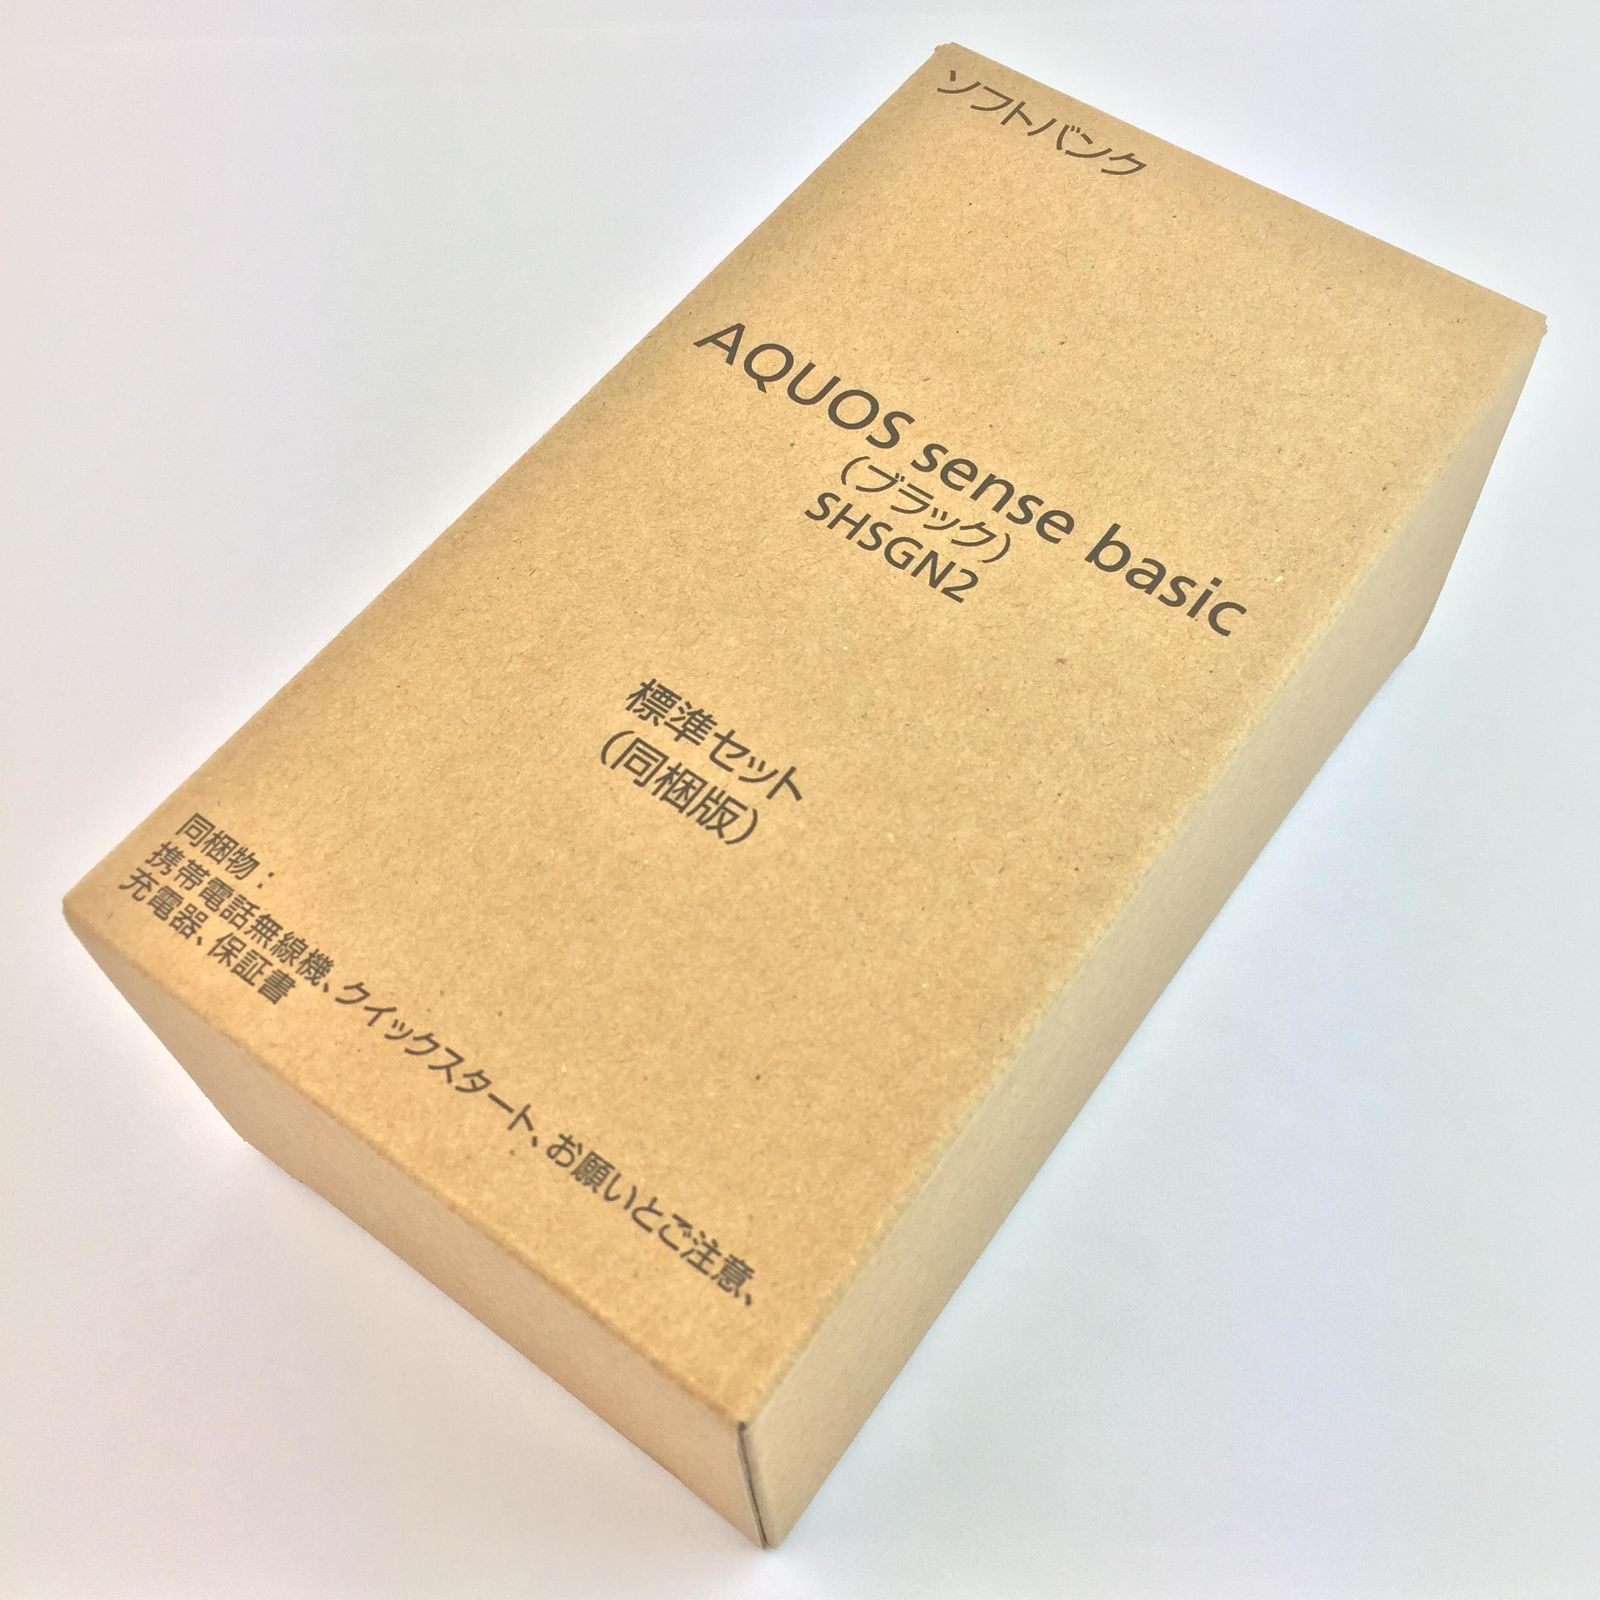 ソフトバンク
AQUOS sense basic
（ブラック）
SHSGN2
標準セット
（同梱版）
同梱物：
携帯電話無線機、クイックスタート、お願いとご注意、
充電器、保証書